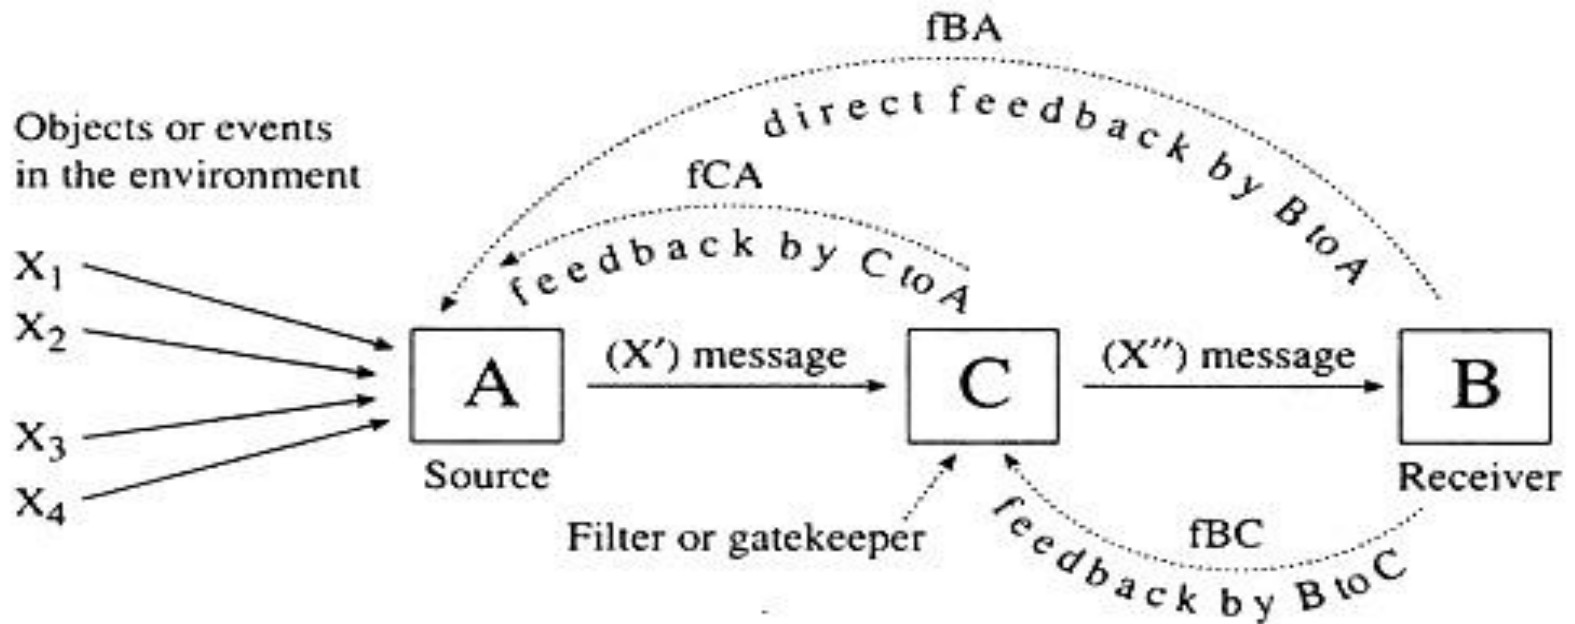 fBA
direct feedback by B to A
Objects or events
in the environment
fCA
feedback by C to A
X1
X2
X3
X4
A
(X′) message
C
(X″) message
B
Source
Receiver
Filter or gatekeeper
fBC
feedback by B to C